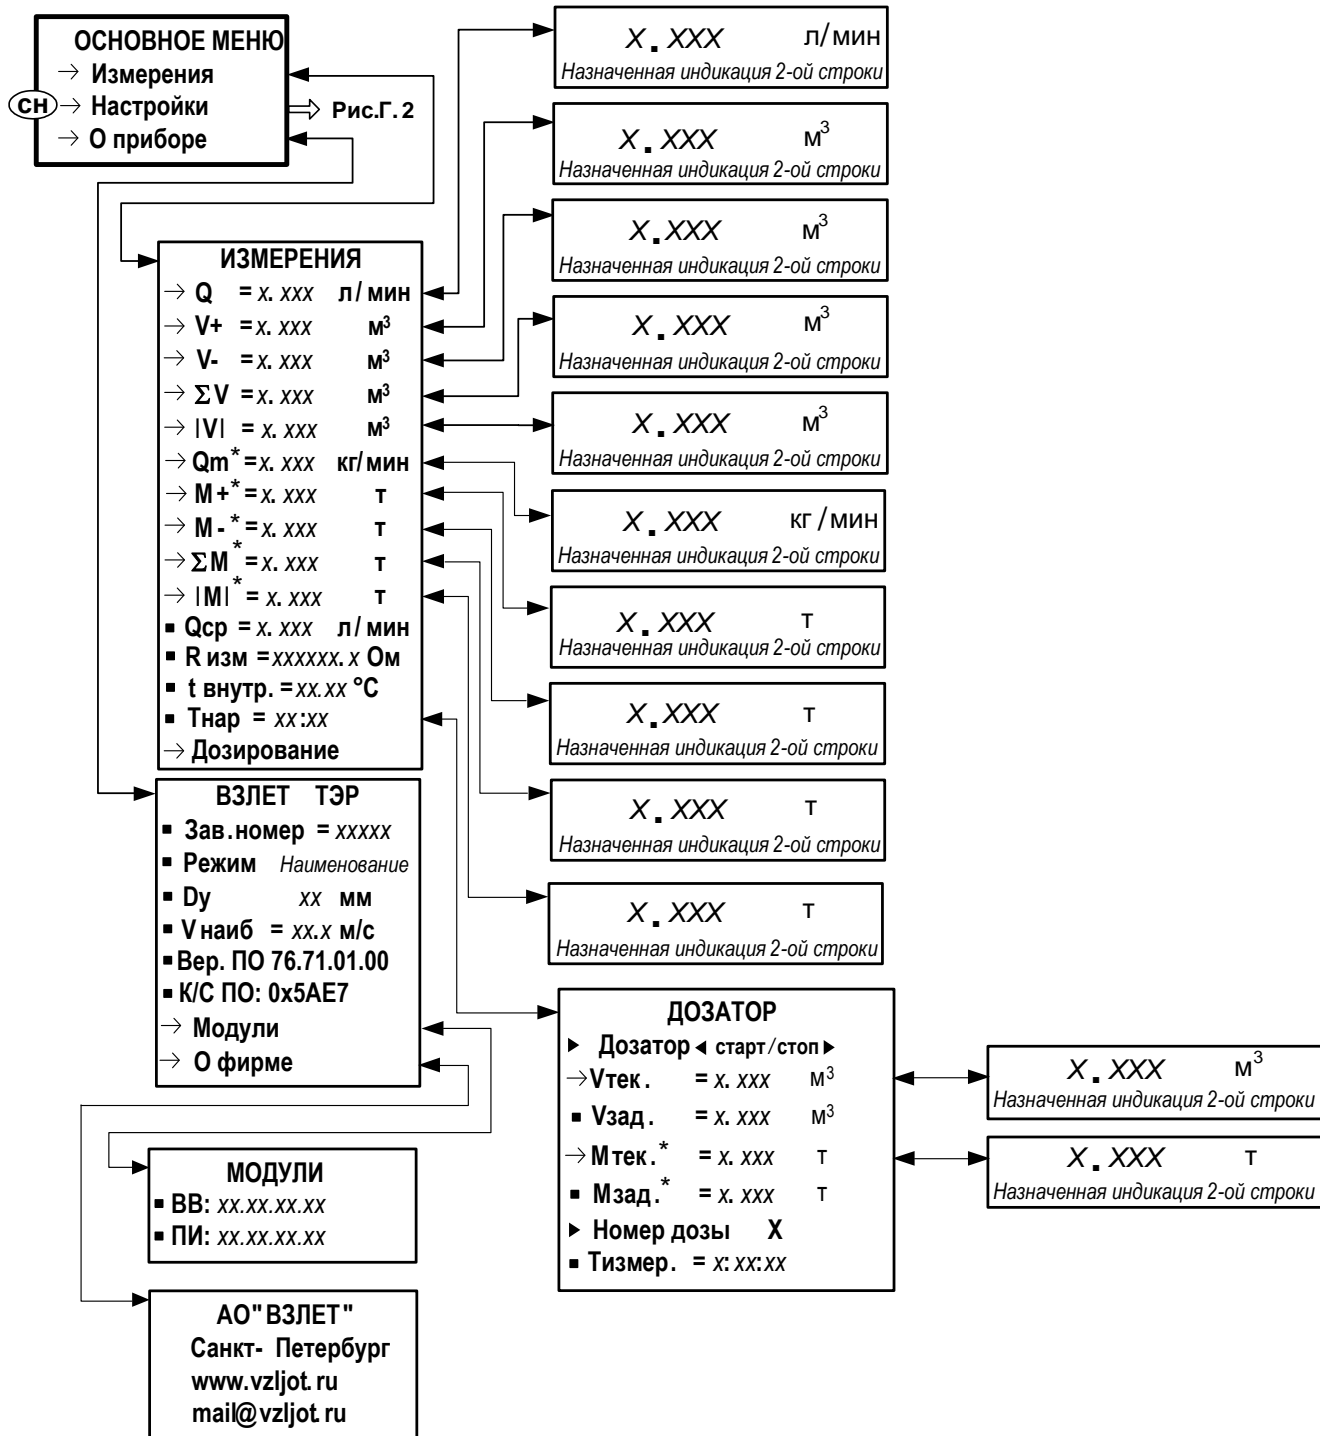 ОСНОВНОЕ МЕНЮ
→ Измерения
СН → Настройки
Рис.Г.2
→ О приборе
ИЗМЕРЕНИЯ
→ Q = x. xxx л/мин
→ V+ = x. xxx м³
→ V- = x. xxx м³
→ ΣV = x. xxx м³
→ |V| = x. xxx м³
→ Qm* = x. xxx кг/мин
→ M+* = x. xxx т
→ M-* = x. xxx т
→ ΣM* = x. xxx т
→ |M|* = x. xxx т
▪ Qср = x. xxx л/мин
▪ R изм = xxxxxx. x Ом
▪ t внутр. = xx.xx °С
▪ Тнар = xx:xx
→ Дозирование
ВЗЛЕТ ТЭР
▪ Зав.номер = xxxxx
▪ Режим Наименование
▪ Dy xx мм
▪ Vнаиб = xx.x м/с
▪ Вер. ПО 76.71.01.00
▪ К/С ПО: 0x5AE7
→ Модули
→ О фирме
МОДУЛИ
▪ ВВ: xx.xx.xx.xx
▪ ПИ: xx.xx.xx.xx
АО"ВЗЛЕТ"
Санкт- Петербург
www.vzljot.ru
mail@vzljot.ru
X.XXX л/мин
Назначенная индикация 2-ой строки
X.XXX м³
Назначенная индикация 2-ой строки
X.XXX м³
Назначенная индикация 2-ой строки
X.XXX м³
Назначенная индикация 2-ой строки
X.XXX м³
Назначенная индикация 2-ой строки
X.XXX кг/мин
Назначенная индикация 2-ой строки
X.XXX т
Назначенная индикация 2-ой строки
X.XXX т
Назначенная индикация 2-ой строки
X.XXX т
Назначенная индикация 2-ой строки
X.XXX т
Назначенная индикация 2-ой строки
ДОЗАТОР
▶ Дозатор ◀ старт/стоп ▶
→ Vтек. = x. xxx м³
▪ Vзад. = x. xxx м³
→ Mтек.* = x. xxx т
▪ Mзад.* = x. xxx т
▶ Номер дозы X
▪ Тизмер. = x:xx:xx
X.XXX м³
Назначенная индикация 2-ой строки
X.XXX т
Назначенная индикация 2-ой строки